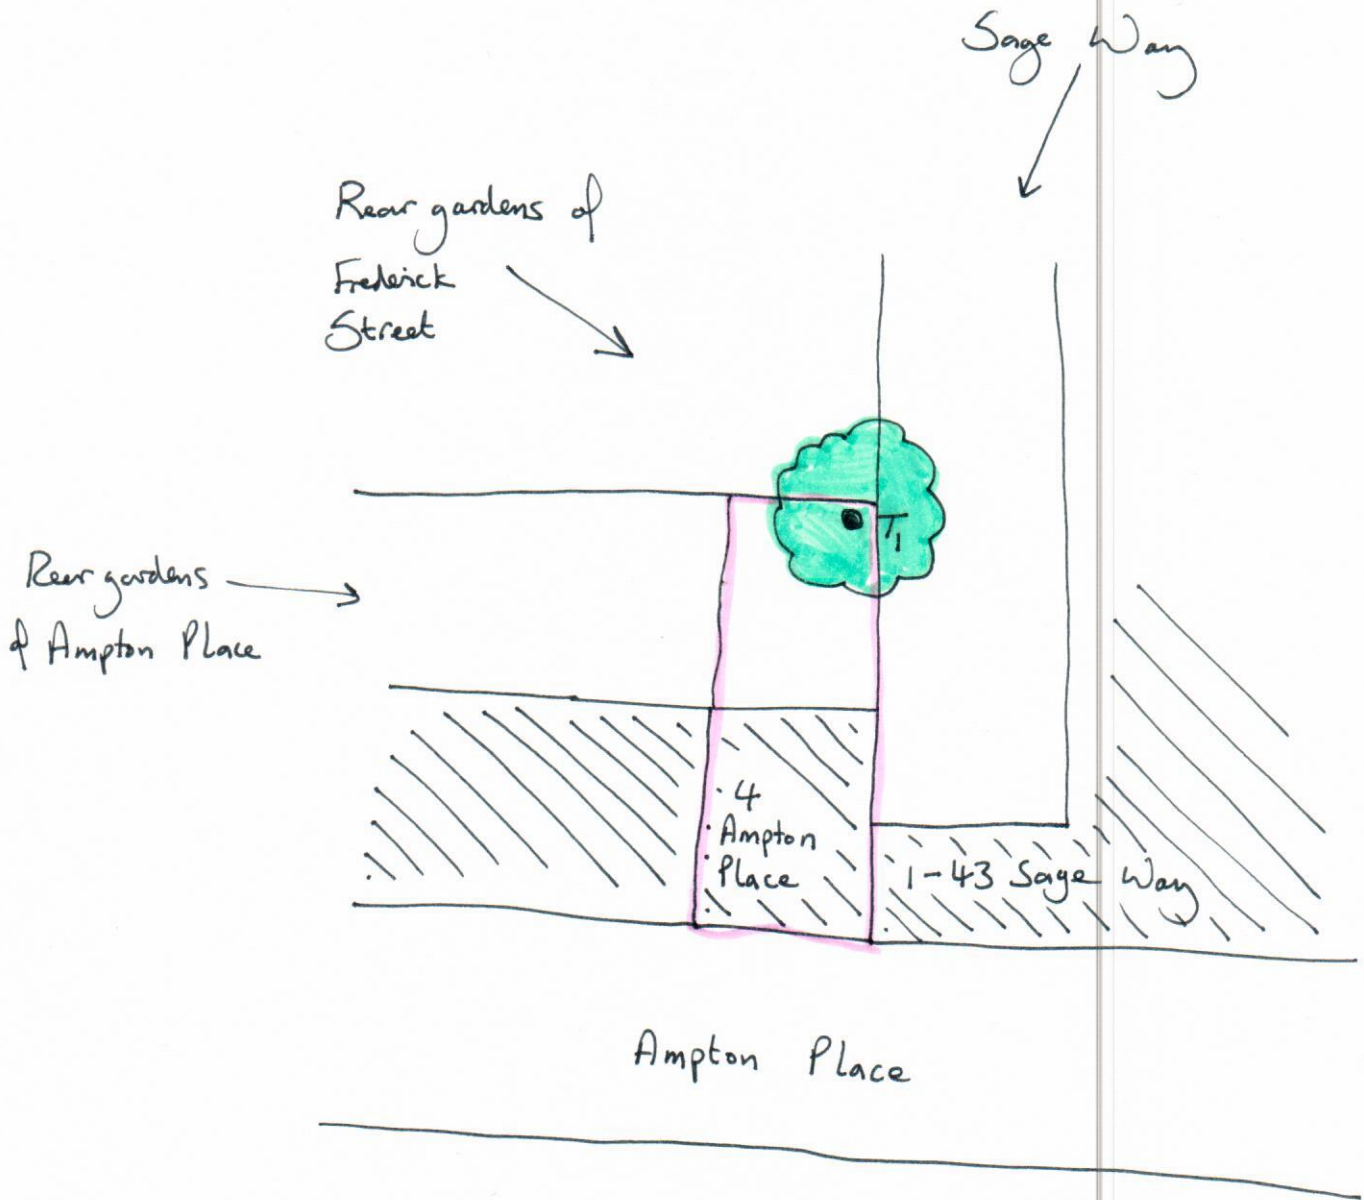 Sage Way
Rear gardens of
Frederick
Street
T1
Rear gardens
of Ampton Place
4
Ampton
Place
1-43 Sage Way
Ampton Place